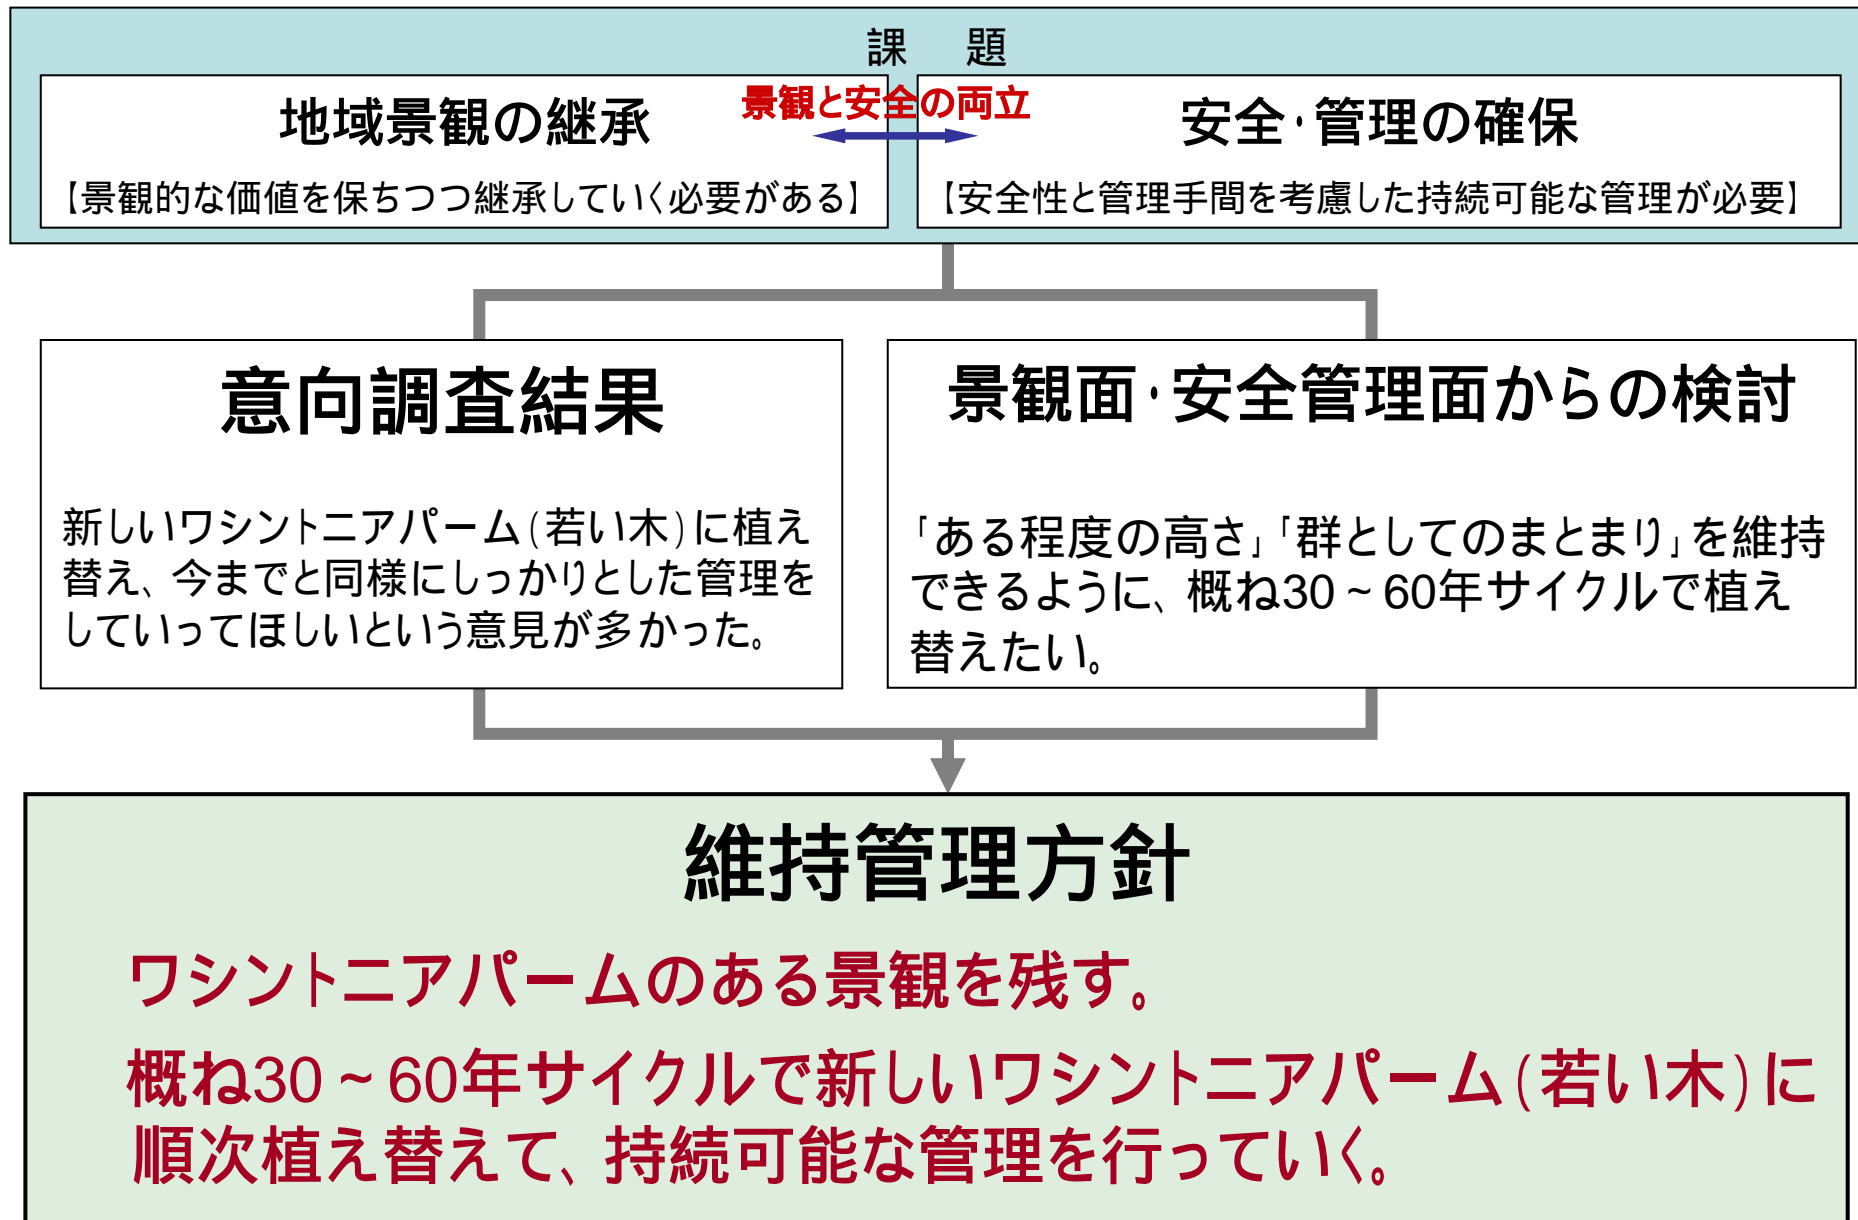 課　題
地域景観の継承
景観と安全の両立
安全・管理の確保
【景観的な価値を保ちつつ継承していく必要がある】
【安全性と管理手間を考慮した持続可能な管理が必要】
意向調査結果
新しいワシントニアパーム(若い木)に植え
替え、今までと同様にしっかりとした管理を
していってほしいという意見が多かった。
景観面・安全管理面からの検討
「ある程度の高さ」「群としてのまとまり」を維持
できるように、概ね30～60年サイクルで植え
替えたい。
維持管理方針
ワシントニアパームのある景観を残す。
概ね30～60年サイクルで新しいワシントニアパーム(若い木)に
順次植え替えて、持続可能な管理を行っていく。